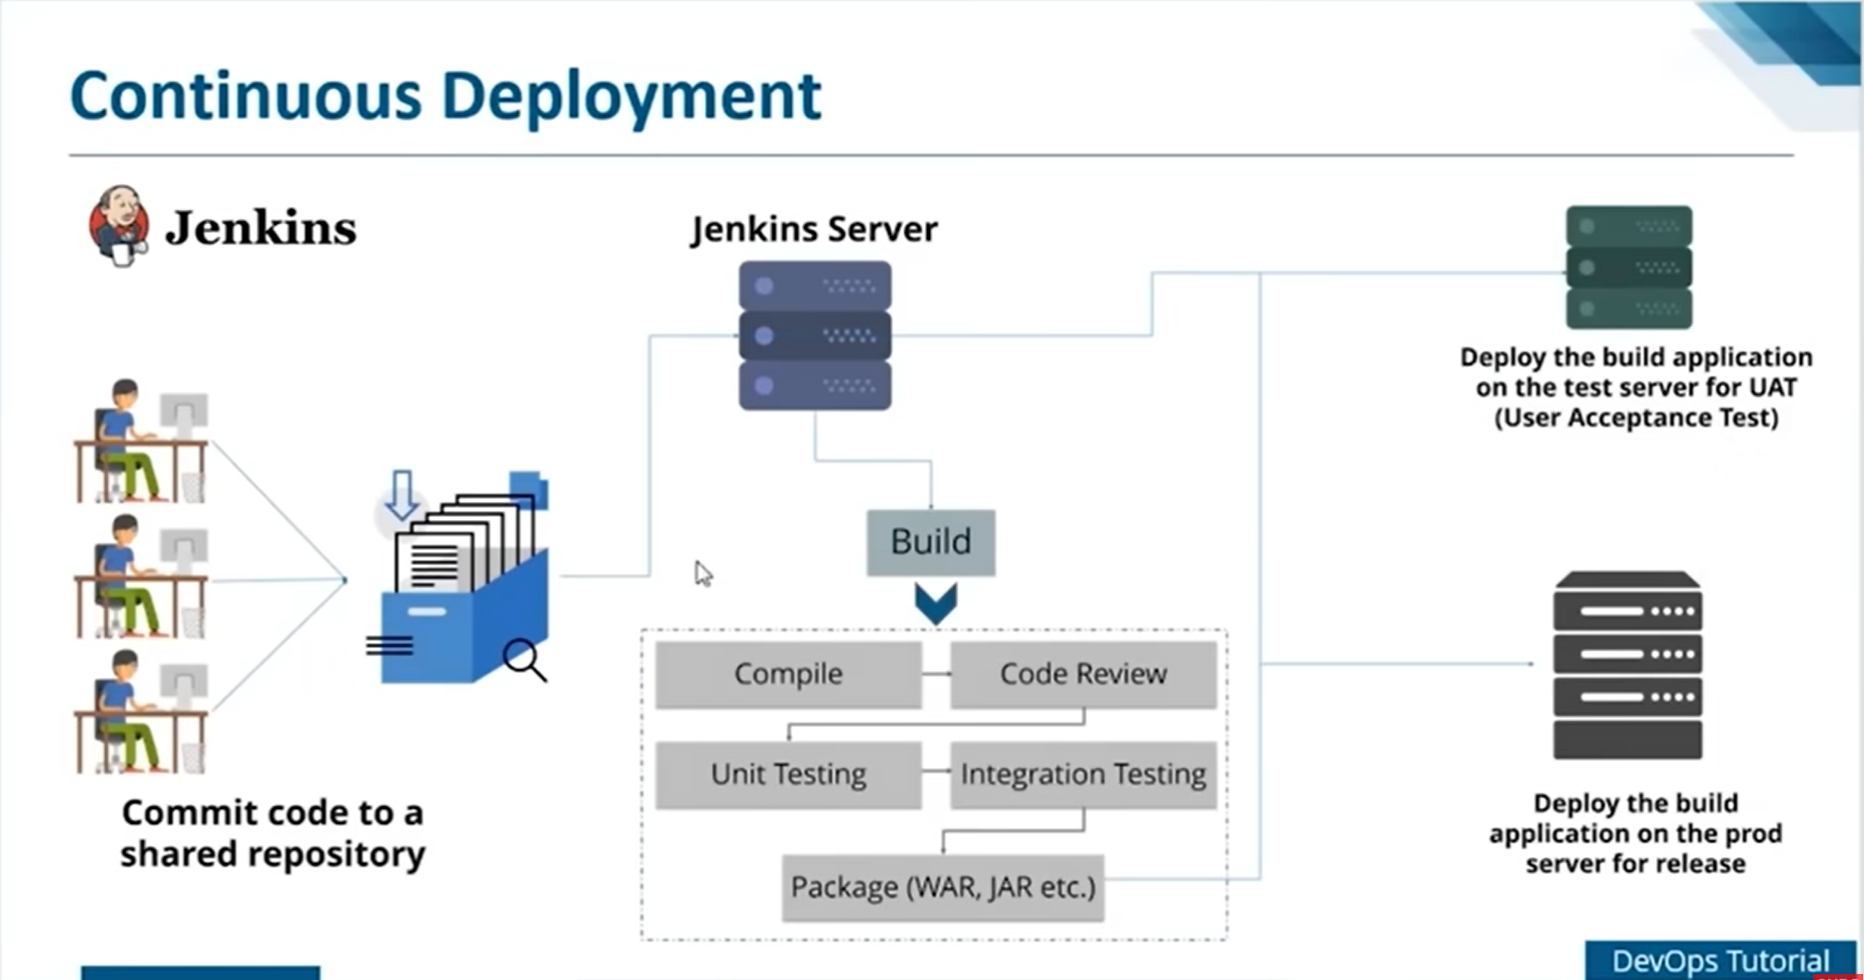 Continuous Deployment
Jenkins
Jenkins Server
Deploy the build application
on the test server for UAT
(User Acceptance Test)
Build
Compile
Code Review
Unit Testing
Integration Testing
Package (WAR, JAR etc.)
Commit code to a
shared repository
Deploy the build
application on the prod
server for release
DevOps Tutorial